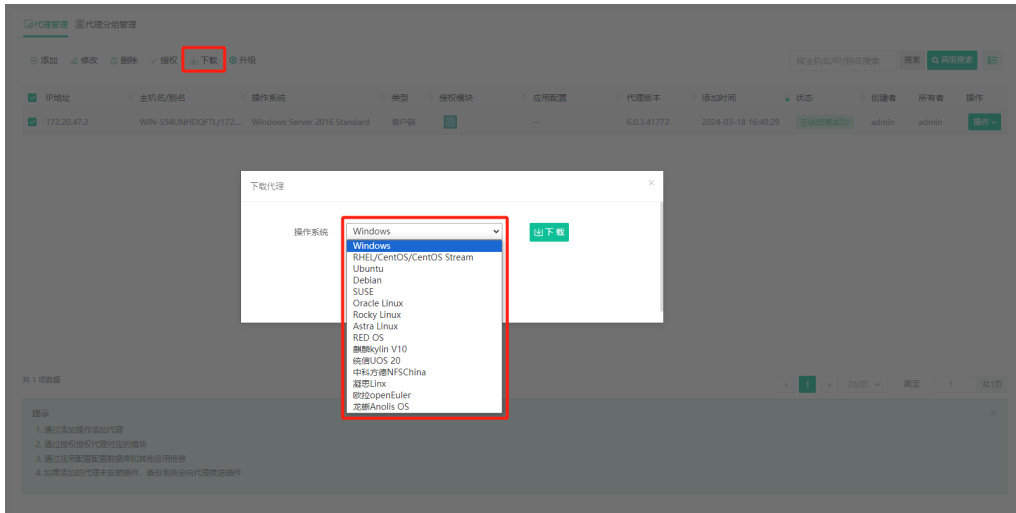 代理管理 代理分组管理
添加 修改 删除 授权 下载 升级 按主机名/IP/别名搜索 搜索 高级搜索
IP地址 主机名/别名 操作系统 类型 授权模块 应用配置 代理版本 添加时间 状态 创建者 所有者 操作
172.20.47.2 WIN-S94UNHDQFTL/172.... Windows Server 2016 Standard 客户端 -- 6.0.3.41772 2024-03-18 16:48:29 在线部署成功 admin admin 操作
下载代理
操作系统 Windows 下载
Windows
RHEL/CentOS/CentOS Stream
Ubuntu
Debian
SUSE
Oracle Linux
Rocky Linux
Astra Linux
RED OS
麒麟kylin V10
统信UOS 20
中科方德NFSChina
凝思Linx
欧拉openEuler
龙蜥Anolis OS
共 1 项数据 1 20/页 跳至 1 共1页
提示
1. 通过添加操作添加代理
2. 通过授权授权代理对应的模块
3. 通过应用配置配置数据库和其他应用信息
4. 如果添加的代理未安装插件，备份系统会向代理推送插件